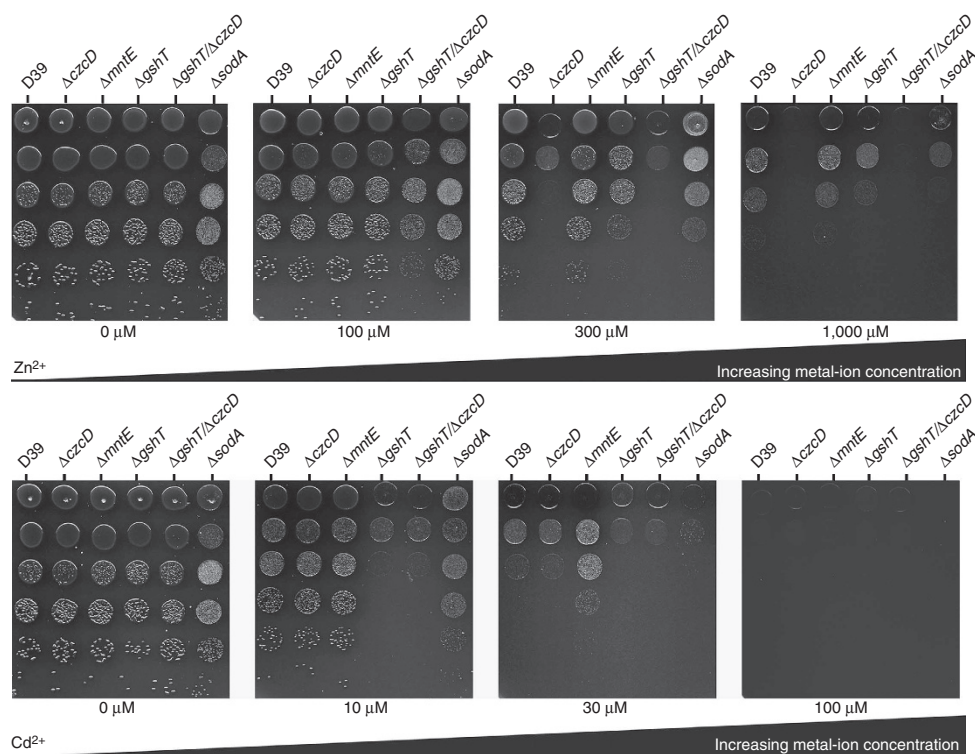 D39 ΔczcD ΔmntE ΔgshT ΔgshT/ΔczcD ΔsodA D39 ΔczcD ΔmntE ΔgshT ΔgshT/ΔczcD ΔsodA D39 ΔczcD ΔmntE ΔgshT ΔgshT/ΔczcD ΔsodA D39 ΔczcD ΔmntE ΔgshT ΔgshT/ΔczcD ΔsodA
0 μM 100 μM 300 μM 1,000 μM
Zn²⁺ Increasing metal-ion concentration
D39 ΔczcD ΔmntE ΔgshT ΔgshT/ΔczcD ΔsodA D39 ΔczcD ΔmntE ΔgshT ΔgshT/ΔczcD ΔsodA D39 ΔczcD ΔmntE ΔgshT ΔgshT/ΔczcD ΔsodA D39 ΔczcD ΔmntE ΔgshT ΔgshT/ΔczcD ΔsodA
0 μM 10 μM 30 μM 100 μM
Cd²⁺ Increasing metal-ion concentration